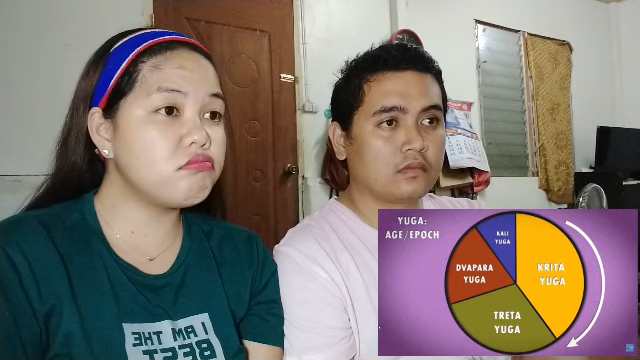 YUGA:
AGE/EPOCH
KALI
YUGA
KRITA
YUGA
DVAPARA
YUGA
TRETA
YUGA
I AM THE
BEST